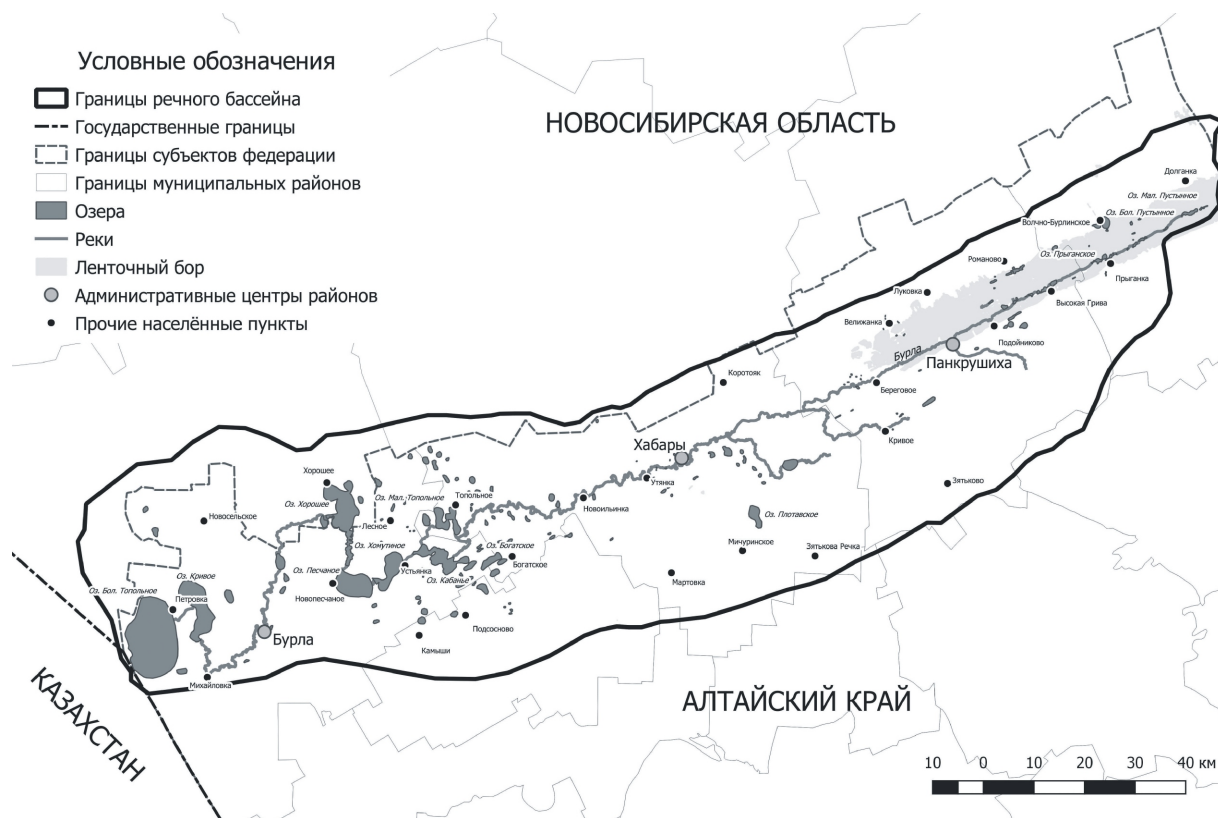 Условные обозначения
Границы речного бассейна
Государственные границы
Границы субъектов федерации
Границы муниципальных районов
Озера
Реки
Ленточный бор
Административные центры районов
Прочие населённые пункты
НОВОСИБИРСКАЯ ОБЛАСТЬ
Долганка
Оз. Мал. Пустынное
Оз. Бол. Пустынное
Волчно-Бурлинское
Оз. Прыганское
Романово
Прыганка
Луковка
Высокая Грива
Велижанка
Подойниково
Бурла
Панкрушиха
Коротояк
Береговое
Кривое
Хабары
Зятьково
Утянка
Хорошее
Оз. Хорошее
Оз. Мал. Топольное
Топольное
Новоильинка
Новосельское
Лесное
Оз. Плотавское
Оз. Хомутиное
Оз. Богатское
Богатское
Мичуринское
Зятькова Речка
Оз. Песчаное
Устьянка
Оз. Кабанье
Мартовка
Оз. Кривое
Оз. Бол. Топольное
Новопесчаное
Петровка
Подсосново
Бурла
Камыши
Михайловка
КАЗАХСТАН
АЛТАЙСКИЙ КРАЙ
10 0 10 20 30 40 км